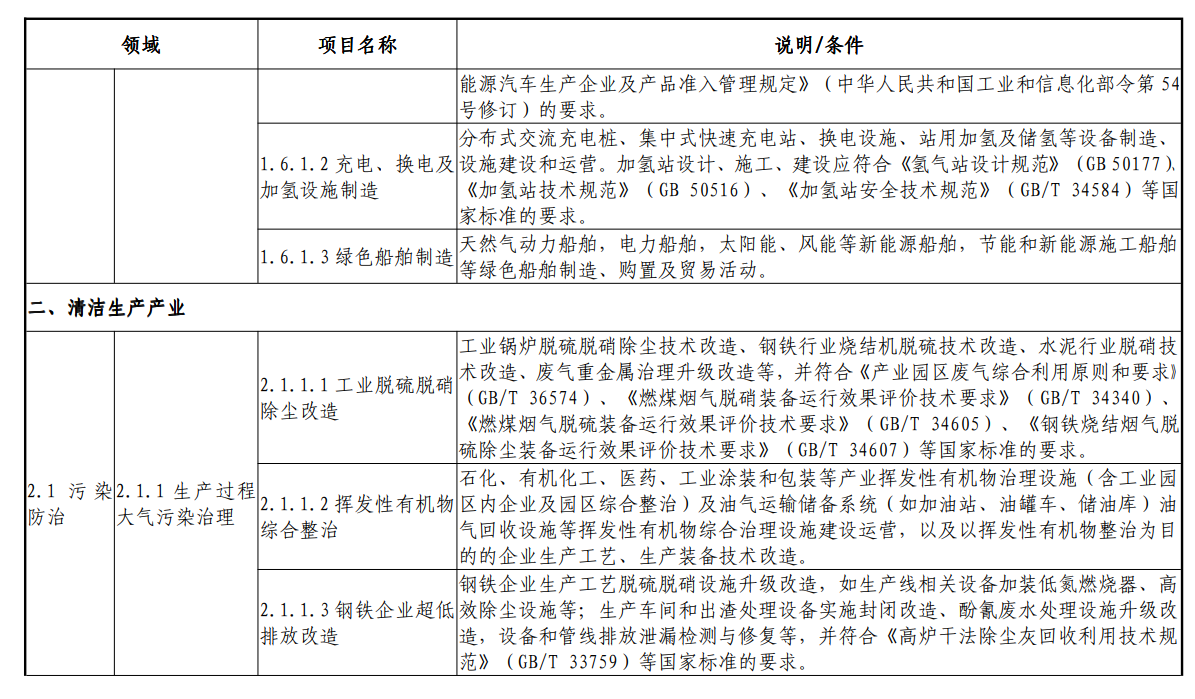 领域 项目名称 说明/条件
能源汽车生产企业及产品准入管理规定》（中华人民共和国工业和信息化部令第 54
号修订）的要求。
1.6.1.2 充电、换电及
加氢设施制造
分布式交流充电桩、集中式快速充电站、换电设施、站用加氢及储氢等设备制造、
设施建设和运营。加氢站设计、施工、建设应符合《氢气站设计规范》（GB 50177）、
《加氢站技术规范》（GB 50516）、《加氢站安全技术规范》（GB/T 34584）等国
家标准的要求。
1.6.1.3 绿色船舶制造
天然气动力船舶，电力船舶，太阳能、风能等新能源船舶，节能和新能源施工船舶
等绿色船舶制造、购置及贸易活动。
二、清洁生产产业
2.1 污染
防治
2.1.1 生产过程
大气污染治理
2.1.1.1 工业脱硫脱硝
除尘改造
工业锅炉脱硫脱硝除尘技术改造、钢铁行业烧结机脱硫技术改造、水泥行业脱硝技
术改造、废气重金属治理升级改造等，并符合《产业园区废气综合利用原则和要求》
（GB/T 36574）、《燃煤烟气脱硝装备运行效果评价技术要求》（GB/T 34340）、
《燃煤烟气脱硫装备运行效果评价技术要求》（GB/T 34605）、《钢铁烧结烟气脱
硫除尘装备运行效果评价技术要求》（GB/T 34607）等国家标准的要求。
2.1.1.2 挥发性有机物
综合整治
石化、有机化工、医药、工业涂装和包装等产业挥发性有机物治理设施（含工业园
区内企业及园区综合整治）及油气运输储备系统（如加油站、油罐车、储油库）油
气回收设施等挥发性有机物综合治理设施建设运营，以及以挥发性有机物整治为目
的的企业生产工艺、生产装备技术改造。
2.1.1.3 钢铁企业超低
排放改造
钢铁企业生产工艺脱硫脱硝设施升级改造，如生产线相关设备加装低氮燃烧器、高
效除尘设施等；生产车间和出渣处理设备实施封闭改造、酚氰废水处理设施升级改
造，设备和管线排放泄漏检测与修复等，并符合《高炉干法除尘灰回收利用技术规
范》（GB/T 33759）等国家标准的要求。